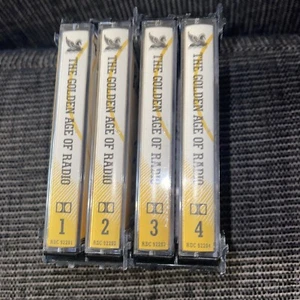 THE GOLDEN AGE OF RADIO
1
THE GOLDEN AGE OF RADIO
2
THE GOLDEN AGE OF RADIO
3
THE GOLDEN AGE OF RADIO
4